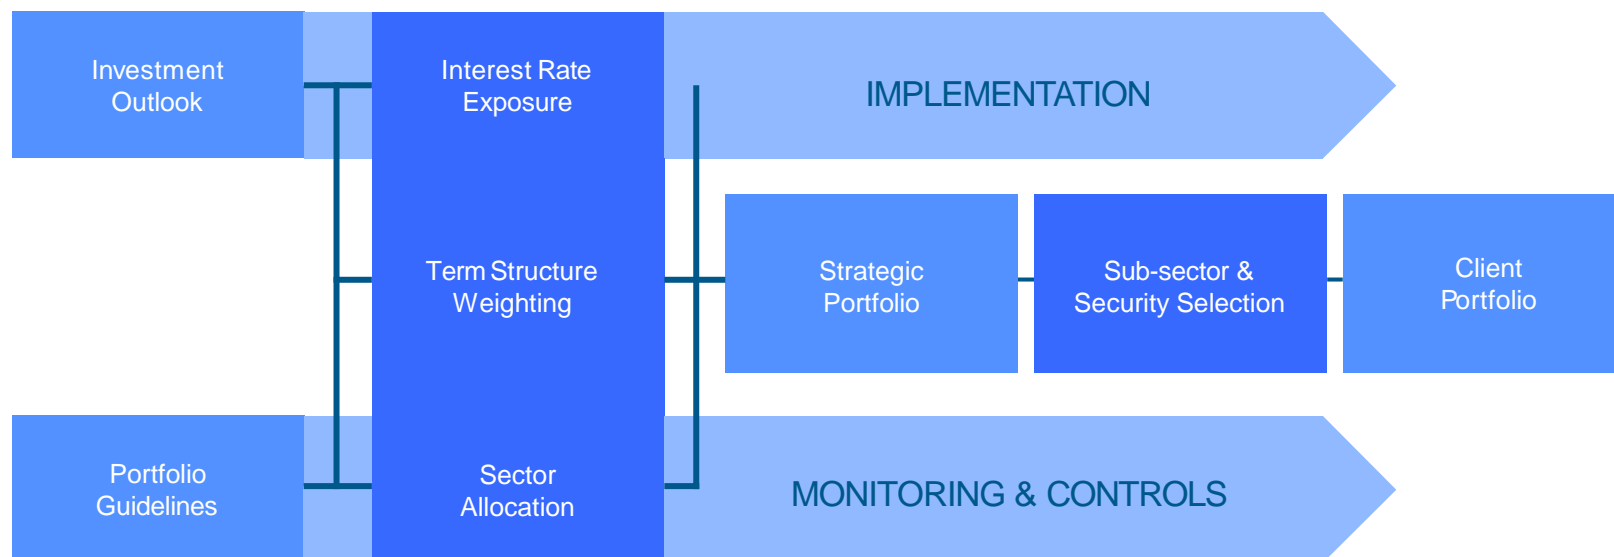 Investment
Outlook
Interest Rate
Exposure
IMPLEMENTATION
Term Structure
Weighting
Strategic
Portfolio
Sub-sector &
Security Selection
Client
Portfolio
Portfolio
Guidelines
Sector
Allocation
MONITORING & CONTROLS